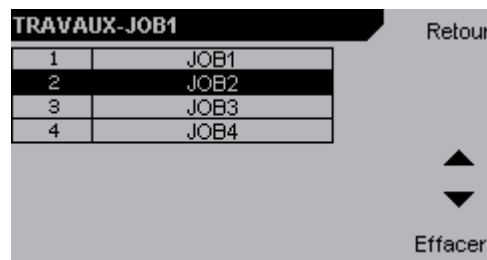 TRAVAUX-JOB1
Retour
1 JOB1
2 JOB2
3 JOB3
4 JOB4
Effacer